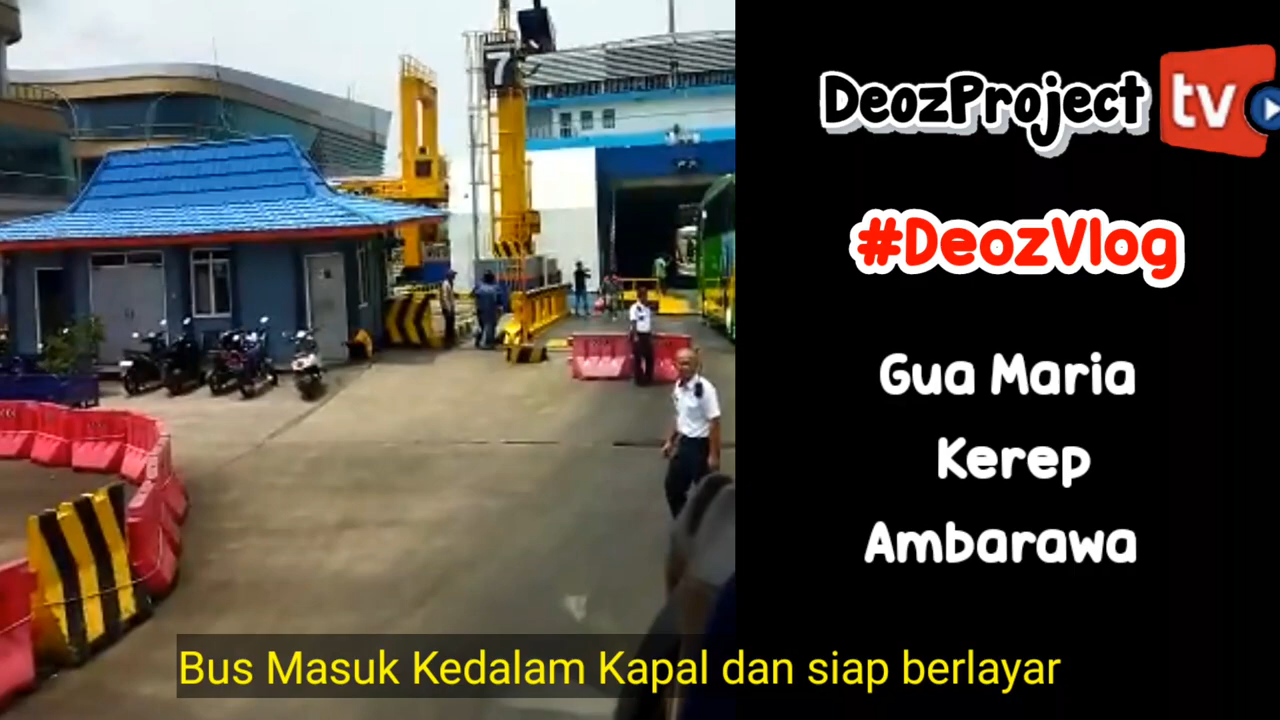 7
DeozProject tv
#DeozVlog
Gua Maria
Kerep
Ambarawa
Bus Masuk Kedalam Kapal dan siap berlayar